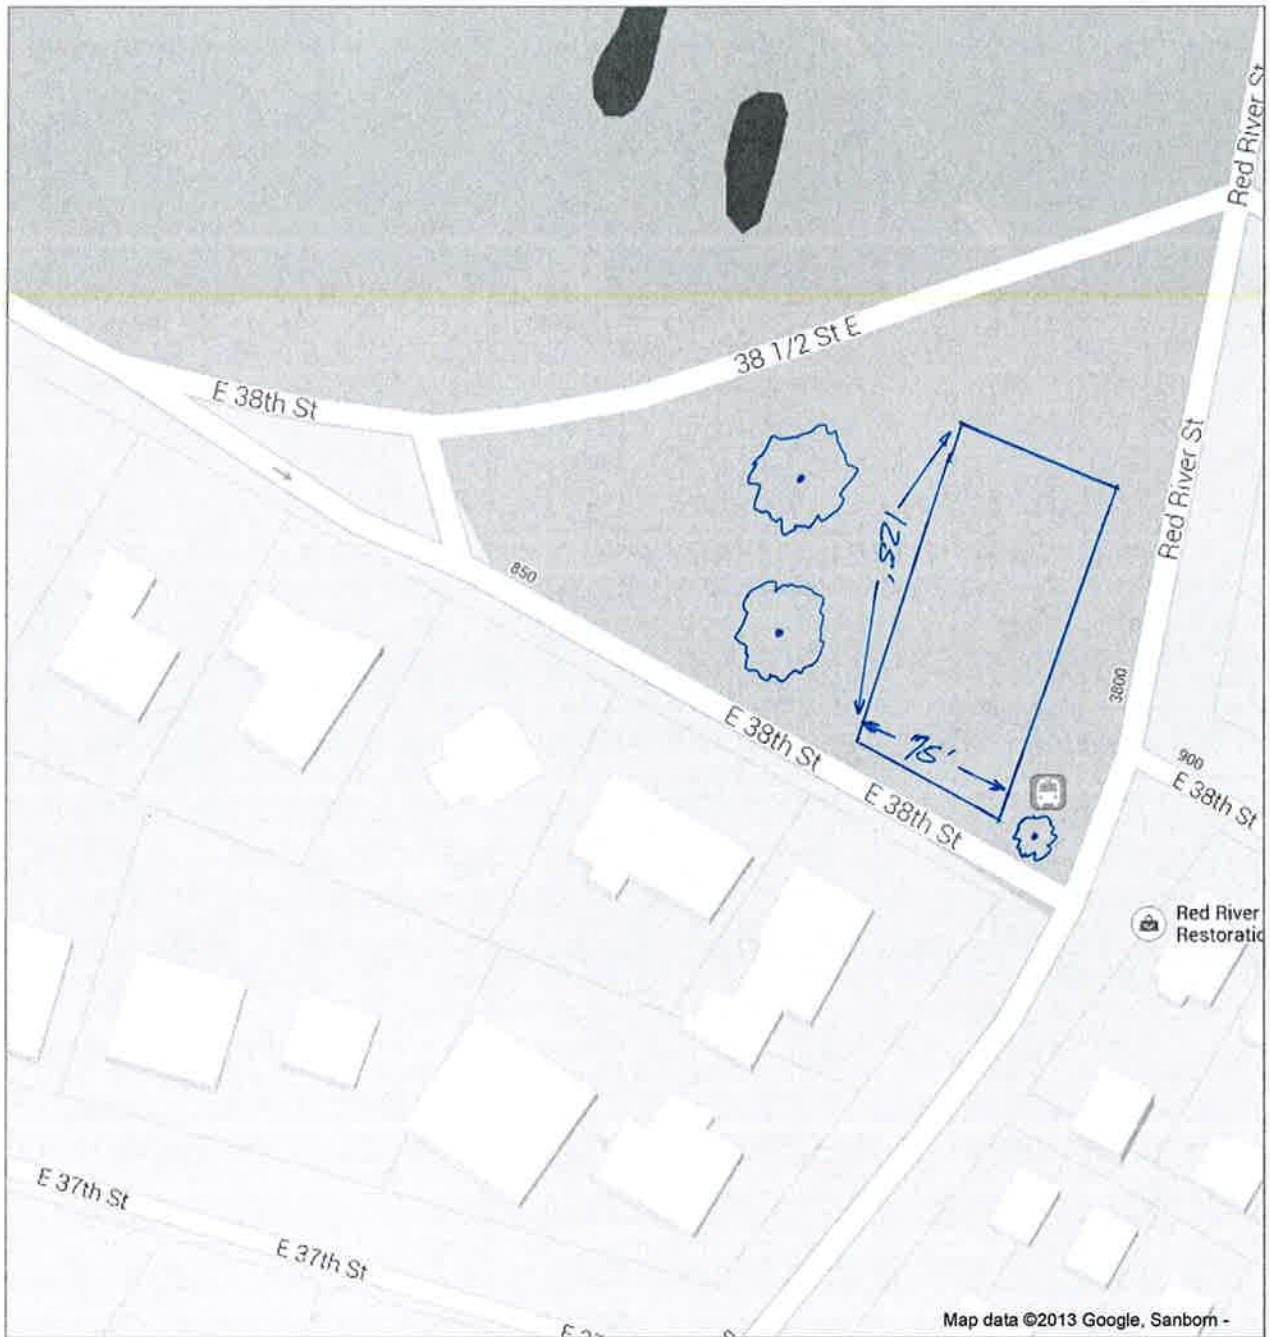 Red River St
38 1/2 St E
E 38th St
Red River St
125'
850
3800
E 38th St
75'
900
E 38th St
E 38th St
Red River
Restoratio
E 37th St
E 37th St
Map data ©2013 Google, Sanborn -